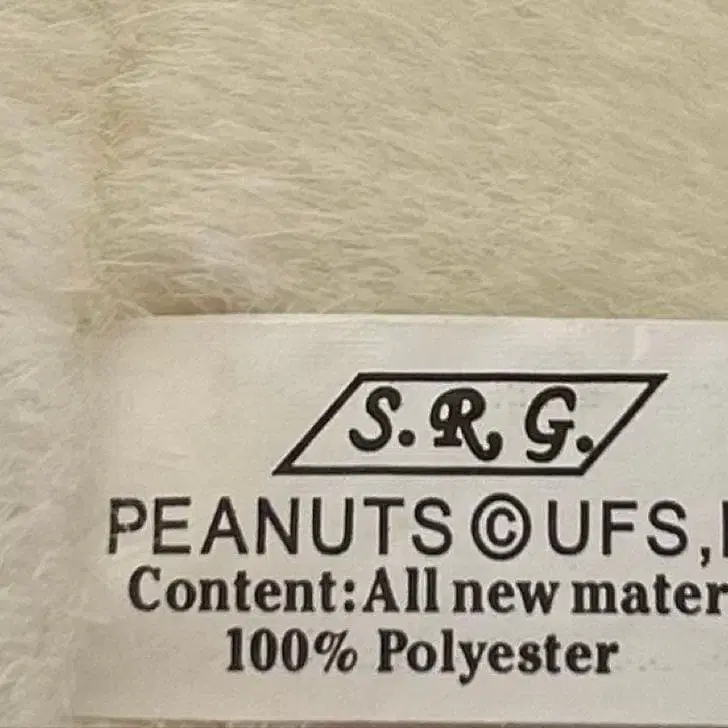 S.R.G.
PEANUTS © UFS,
Content:All new mater
100% Polyester